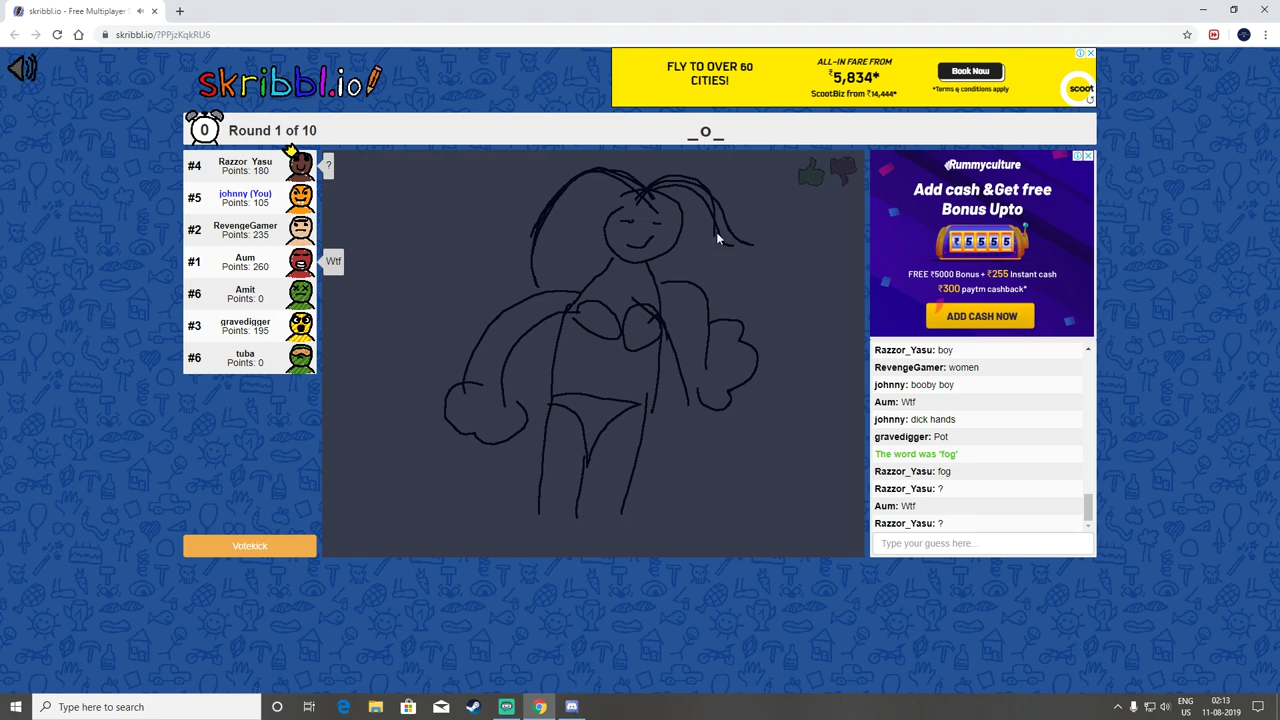 skribbl.io - Free Multiplayer
skribbl.io/?PPjzKqkRU6
skribbl.io
FLY TO OVER 60
CITIES!
ALL-IN FARE FROM
₹5,834*
ScootBiz from ₹14,444*
Book Now
*Terms & conditions apply
scoot
0
Round 1 of 10
_o_
#4
Razzor_Yasu
Points: 180
?
#5
johnny (You)
Points: 105
#2
RevengeGamer
Points: 235
#1
Aum
Points: 260
Wtf
#6
Amit
Points: 0
#3
gravedigger
Points: 195
#6
tuba
Points: 0
Votekick
Rummyculture
Add cash &Get free
Bonus Upto
₹ 5 5 5 5
FREE ₹5000 Bonus + ₹255 Instant cash
₹300 paytm cashback*
ADD CASH NOW
Razzor_Yasu: boy
RevengeGamer: women
johnny: booby boy
Aum: Wtf
johnny: dick hands
gravedigger: Pot
The word was 'fog'
Razzor_Yasu: fog
Razzor_Yasu: ?
Aum: Wtf
Razzor_Yasu: ?
Type your guess here...
Type here to search
ENG
US
02:13
11-08-2019